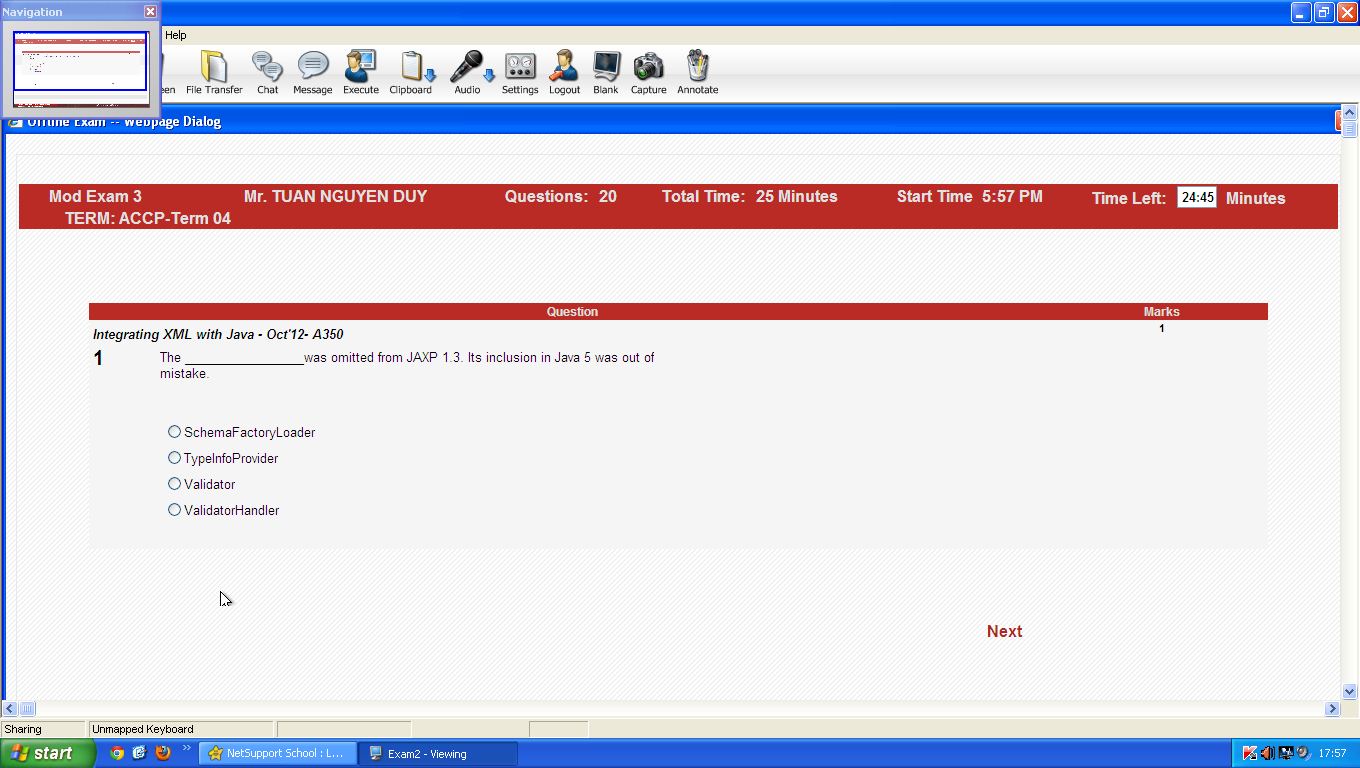 Navigation
Help
een File Transfer Chat Message Execute Clipboard Audio Settings Logout Blank Capture Annotate
Offline Exam -- Webpage Dialog
Mod Exam 3 Mr. TUAN NGUYEN DUY Questions: 20 Total Time: 25 Minutes Start Time 5:57 PM Time Left: 24:45 Minutes
TERM: ACCP-Term 04
Question Marks
Integrating XML with Java - Oct'12- A350 1
1 The _________________was omitted from JAXP 1.3. Its inclusion in Java 5 was out of
mistake.
SchemaFactoryLoader
TypeInfoProvider
Validator
ValidatorHandler
Next
Sharing Unmapped Keyboard
start NetSupport School : L... Exam2 - Viewing 17:57